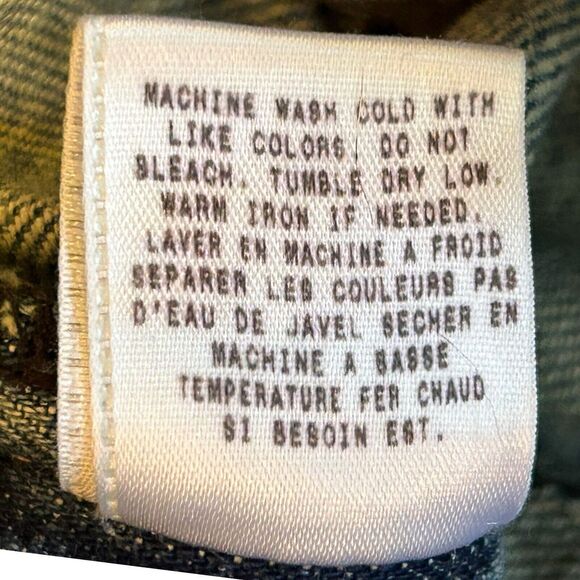 MACHINE WASH COLD WITH
LIKE COLORS. DO NOT
BLEACH. TUMBLE DRY LOW.
WARM IRON IF NEEDED.
LAVER EN MACHINE A FROID
SEPARER LES COULEURS PAS
D'EAU DE JAVEL SECHER EN
MACHINE A BASSE
TEMPERATURE FER CHAUD
SI BESOIN EST.